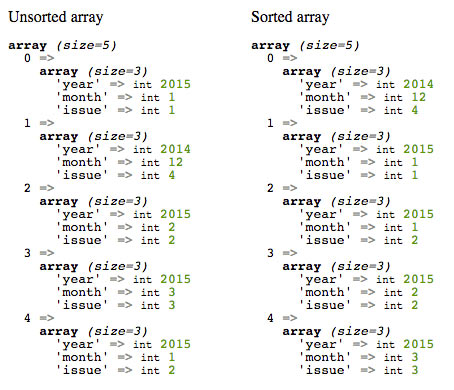 Unsorted array
array (size=5)
0 =>
array (size=3)
'year' => int 2015
'month' => int 1
'issue' => int 1
1 =>
array (size=3)
'year' => int 2014
'month' => int 12
'issue' => int 4
2 =>
array (size=3)
'year' => int 2015
'month' => int 2
'issue' => int 2
3 =>
array (size=3)
'year' => int 2015
'month' => int 3
'issue' => int 3
4 =>
array (size=3)
'year' => int 2015
'month' => int 1
'issue' => int 2
Sorted array
array (size=5)
0 =>
array (size=3)
'year' => int 2014
'month' => int 12
'issue' => int 4
1 =>
array (size=3)
'year' => int 2015
'month' => int 1
'issue' => int 1
2 =>
array (size=3)
'year' => int 2015
'month' => int 1
'issue' => int 2
3 =>
array (size=3)
'year' => int 2015
'month' => int 2
'issue' => int 2
4 =>
array (size=3)
'year' => int 2015
'month' => int 3
'issue' => int 3